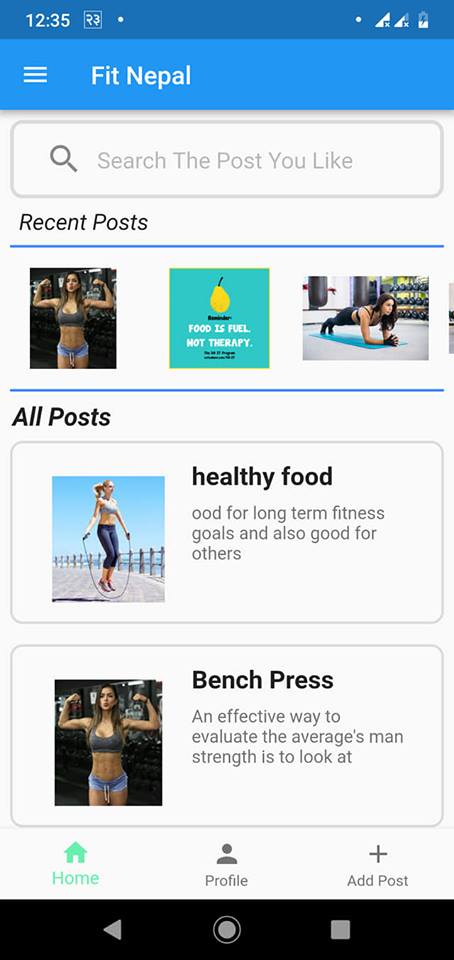 12:35 २३
Fit Nepal
Search The Post You Like
Recent Posts
Reminder:
FOOD IS FUEL.
NOT THERAPY.
All Posts
healthy food
ood for long term fitness
goals and also good for
others
Bench Press
An effective way to
evaluate the average's man
strength is to look at
Home
Profile
Add Post